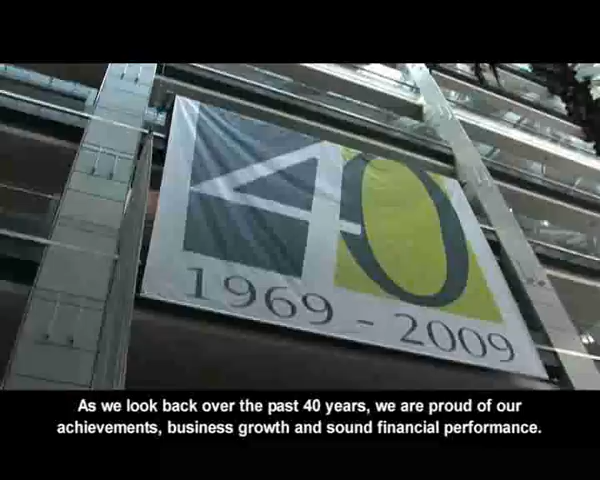 40
1969 - 2009
As we look back over the past 40 years, we are proud of our
achievements, business growth and sound financial performance.